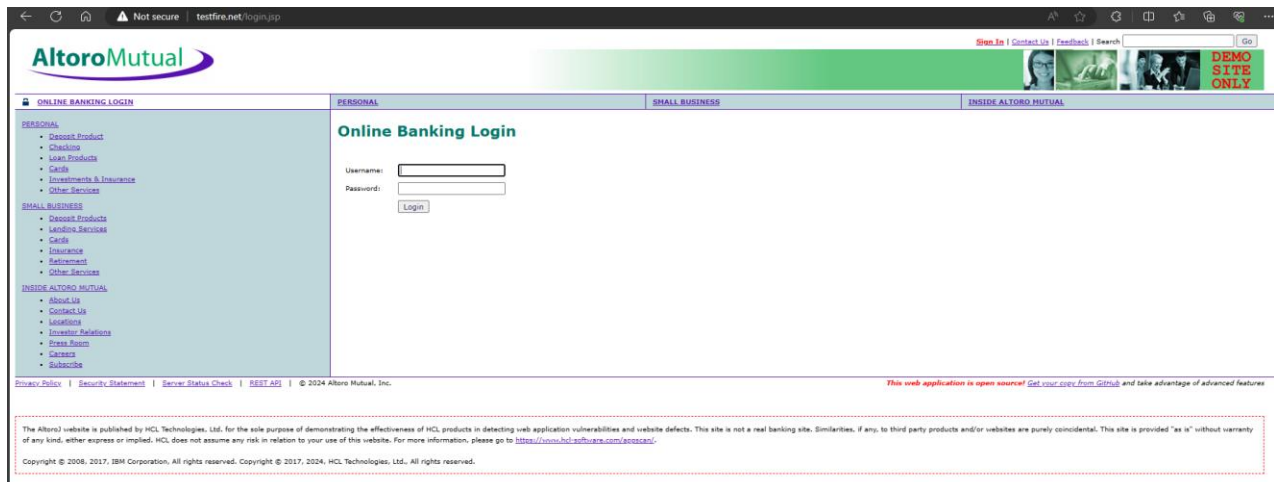 Not secure | testfire.net/login.jsp
Sign In | Contact Us | Feedback | Search Go
AltoroMutual
DEMO
SITE
ONLY
ONLINE BANKING LOGIN PERSONAL SMALL BUSINESS INSIDE ALTORO MUTUAL
PERSONAL
Deposit Product
Checking
Loan Products
Cards
Investments & Insurance
Other Services
SMALL BUSINESS
Deposit Products
Lending Services
Cards
Insurance
Retirement
Other Services
INSIDE ALTORO MUTUAL
About Us
Contact Us
Locations
Investor Relations
Press Room
Careers
Subscribe
Online Banking Login
Username:
Password:
Login
Privacy Policy | Security Statement | Server Status Check | REST API | © 2024 Altoro Mutual, Inc. This web application is open source! Get your copy from GitHub and take advantage of advanced features
The AltoroJ website is published by HCL Technologies, Ltd. for the sole purpose of demonstrating the effectiveness of HCL products in detecting web application vulnerabilities and website defects. This site is not a real banking site. Similarities, if any, to third party products and/or websites are purely coincidental. This site is provided "as is" without warranty
of any kind, either express or implied. HCL does not assume any risk in relation to your use of this website. For more information, please go to https://www.hcl-software.com/appscan/.
Copyright © 2008, 2017, IBM Corporation, All rights reserved. Copyright © 2017, 2024, HCL Technologies, Ltd., All rights reserved.